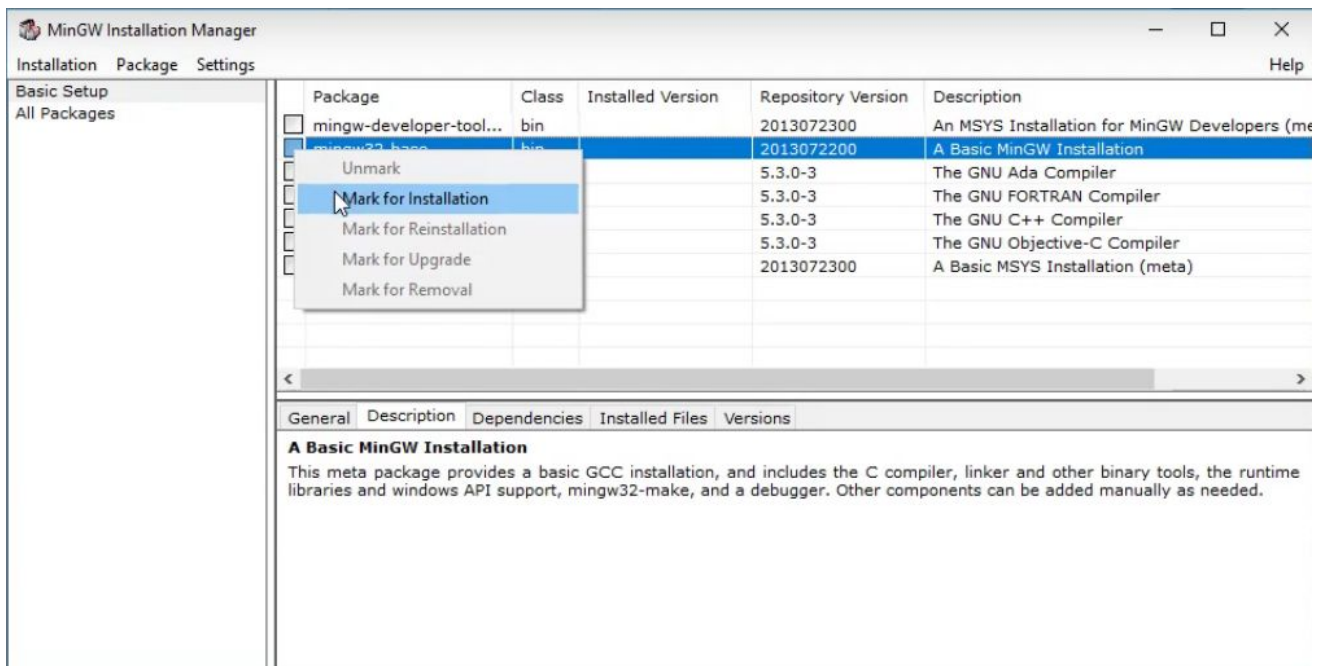 MinGW Installation Manager
Installation Package Settings Help
Basic Setup
All Packages
Package Class Installed Version Repository Version Description
mingw-developer-tool... bin 2013072300 An MSYS Installation for MinGW Developers (me
mingw32-base bin 2013072200 A Basic MinGW Installation
5.3.0-3 The GNU Ada Compiler
5.3.0-3 The GNU FORTRAN Compiler
5.3.0-3 The GNU C++ Compiler
5.3.0-3 The GNU Objective-C Compiler
2013072300 A Basic MSYS Installation (meta)
Unmark
Mark for Installation
Mark for Reinstallation
Mark for Upgrade
Mark for Removal
General Description Dependencies Installed Files Versions
A Basic MinGW Installation
This meta package provides a basic GCC installation, and includes the C compiler, linker and other binary tools, the runtime
libraries and windows API support, mingw32-make, and a debugger. Other components can be added manually as needed.